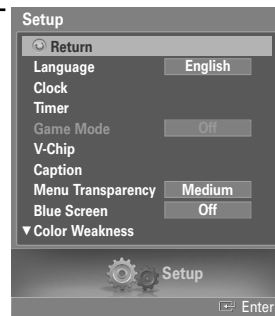 Setup
Return
Language English
Clock
Timer
Game Mode Off
V-Chip
Caption
Menu Transparency Medium
Blue Screen Off
▼ Color Weakness
Setup
Enter